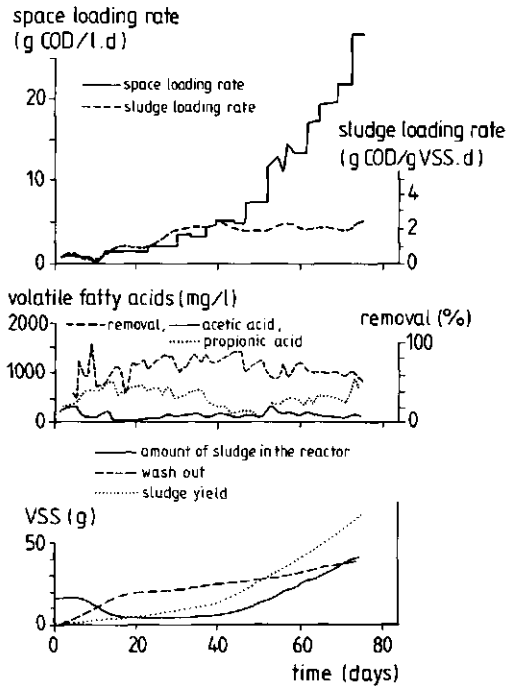 space loading rate
(g COD/l.d)
space loading rate
sludge loading rate
20
10
0
sludge loading rate
(g COD/g VSS.d)
4
2
0
volatile fatty acids (mg/l)
removal, acetic acid,
propionic acid
removal (%)
2000
1000
0
100
0
amount of sludge in the reactor
wash out
sludge yield
VSS (g)
50
0
0 20 40 60 80
time (days)